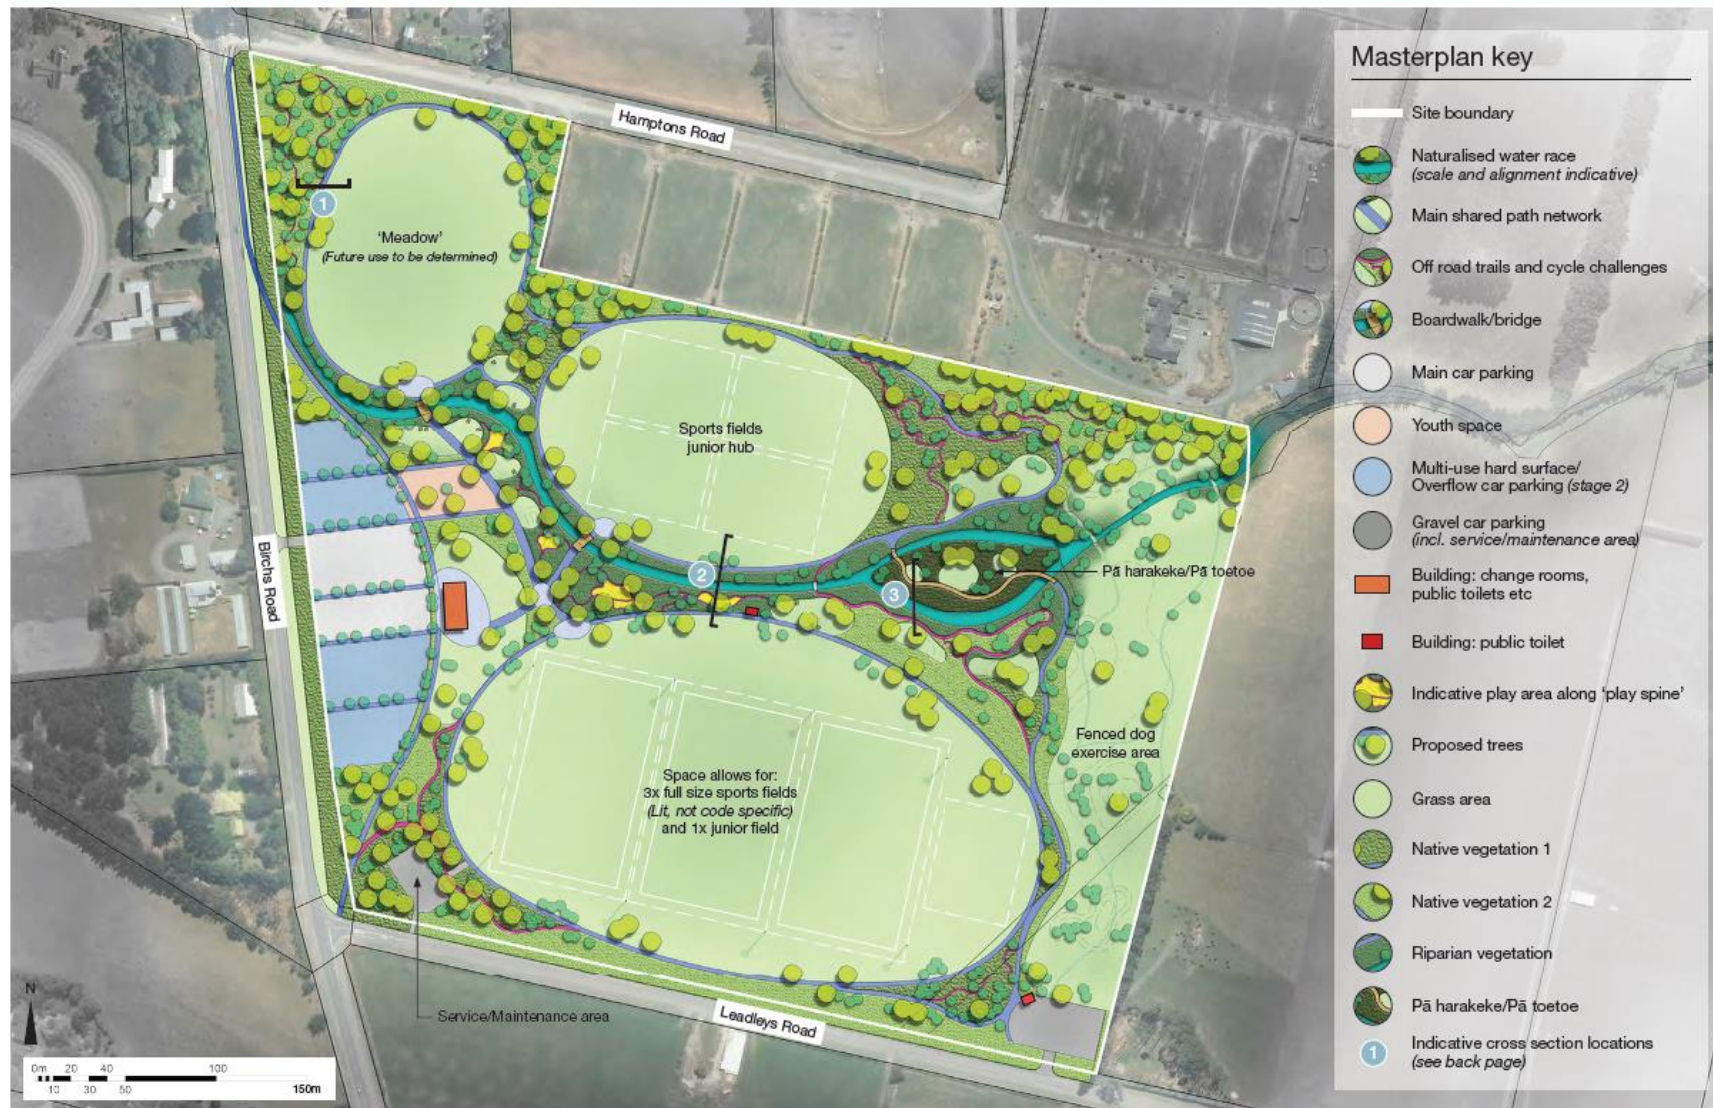 Hamptons Road
1
'Meadow'
(Future use to be determined)
Sports fields
junior hub
Birchs Road
2
3
Pā harakeke/Pā toetoe
Fenced dog
exercise area
Space allows for:
3x full size sports fields
(Lit, not code specific)
and 1x junior field
Service/Maintenance area
Leadleys Road
N
0m 20 40 100
10 30 50 150m
Masterplan key
Site boundary
Naturalised water race
(scale and alignment indicative)
Main shared path network
Off road trails and cycle challenges
Boardwalk/bridge
Main car parking
Youth space
Multi-use hard surface/
Overflow car parking (stage 2)
Gravel car parking
(incl. service/maintenance area)
Building: change rooms,
public toilets etc
Building: public toilet
Indicative play area along 'play spine'
Proposed trees
Grass area
Native vegetation 1
Native vegetation 2
Riparian vegetation
Pā harakeke/Pā toetoe
1
Indicative cross section locations
(see back page)